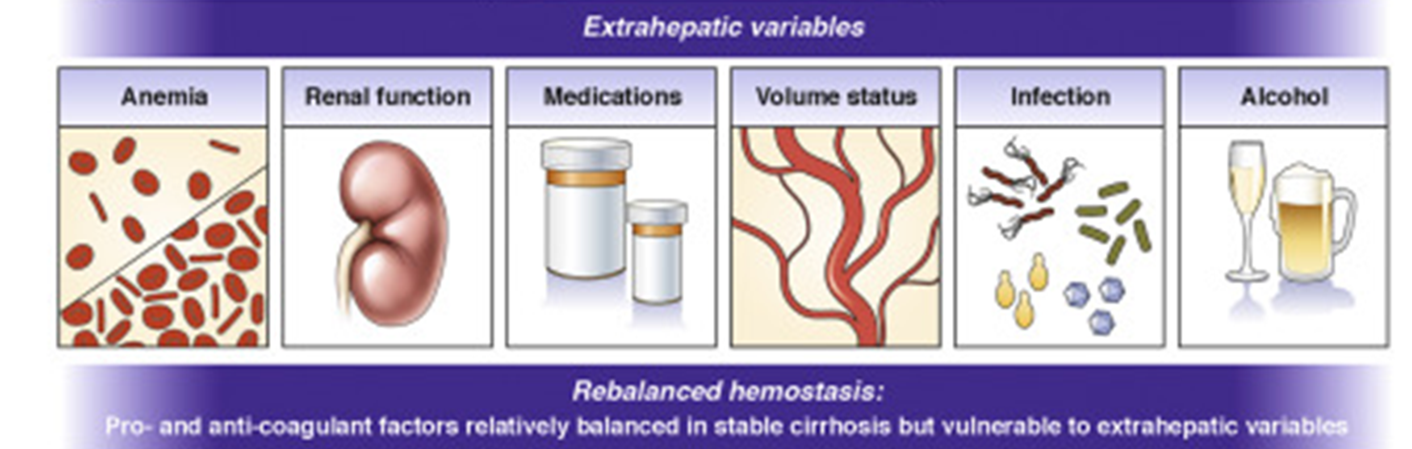 Extrahepatic variables
Anemia
Renal function
Medications
Volume status
Infection
Alcohol
Rebalanced hemostasis:
Pro- and anti-coagulant factors relatively balanced in stable cirrhosis but vulnerable to extrahepatic variables